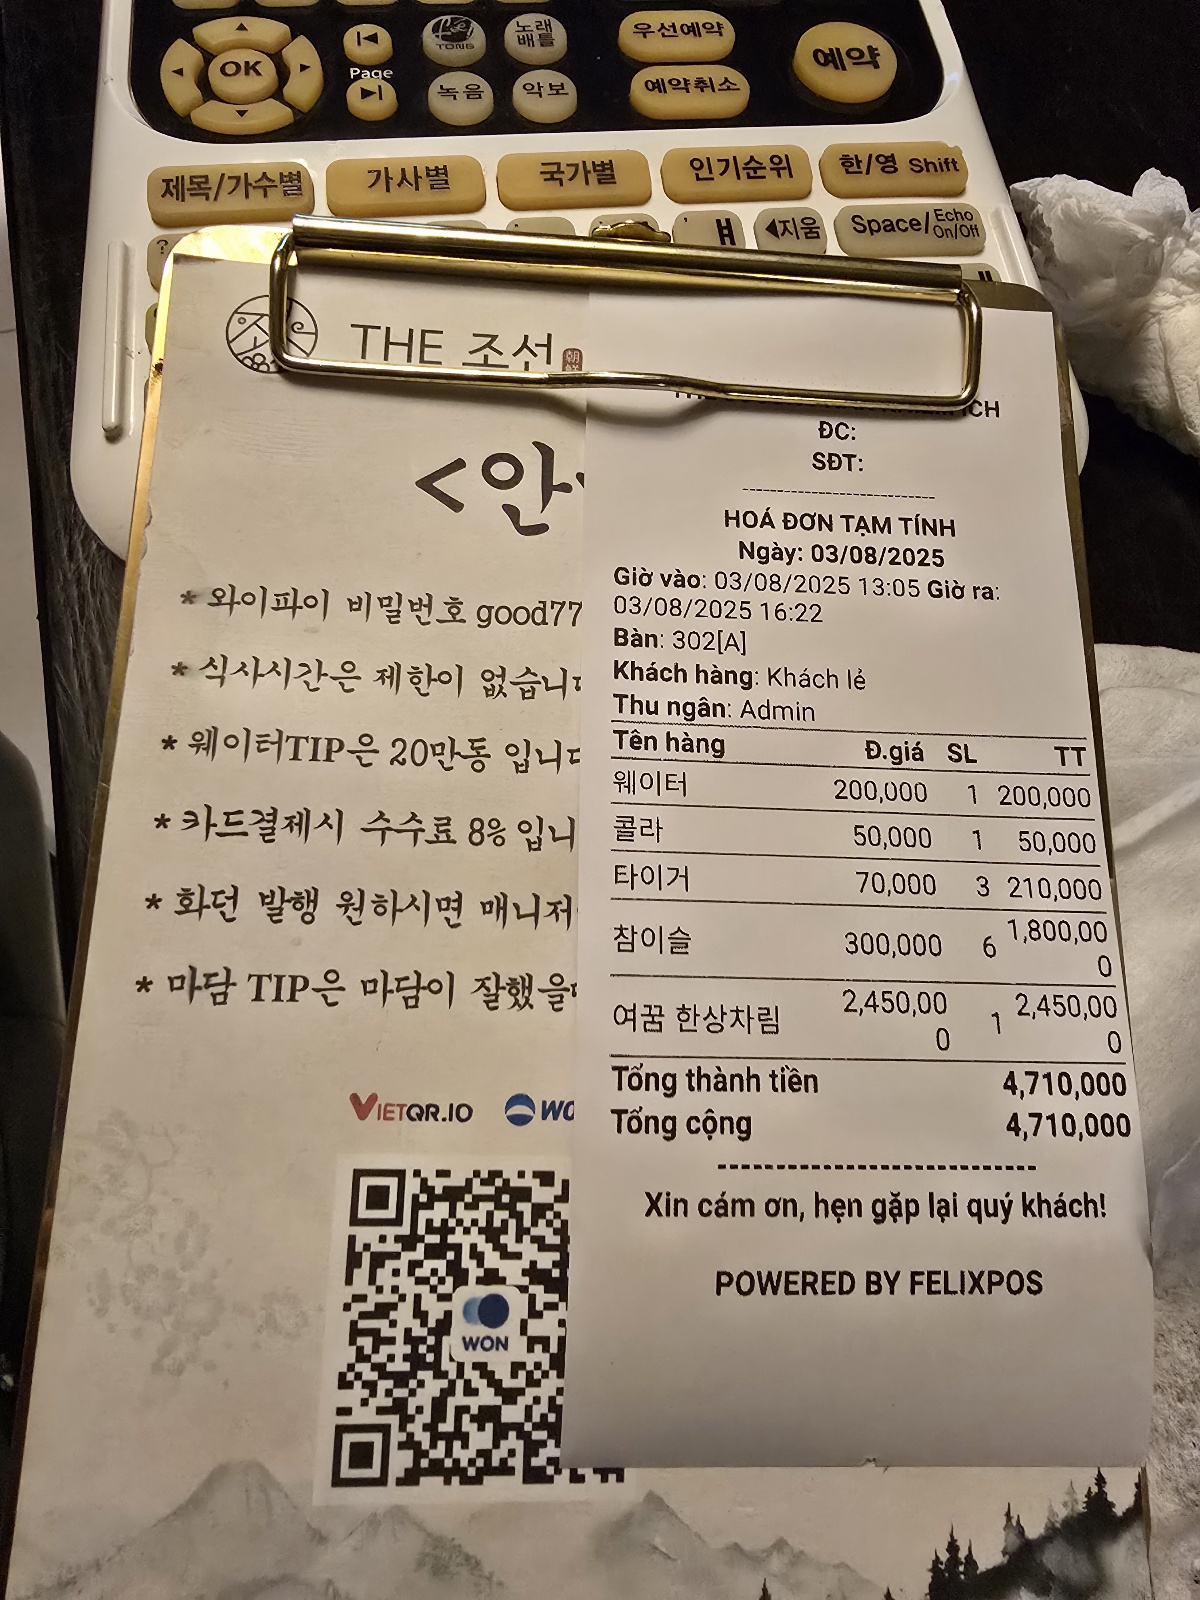 OK
Page
TONG
노래
배틀
우선예약
예약
녹음
악보
예약취소
제목/가수별
가사별
국가별
인기순위
한/영 Shift
?
ㅐ
◀지움
Space/Echo
On/Off
THE 조선
朝鮮
<안
* 와이파이 비밀번호 good77
* 식사시간은 제한이 없습니
* 웨이터TIP은 20만동 입니
* 카드결제시 수수료 8% 입니
* 화던 발행 원하시면 매니저
* 마담 TIP은 마담이 잘했을
VIETQR.IO
WO
WON
ICH
ĐC:
SĐT:
HOÁ ĐƠN TẠM TÍNH
Ngày: 03/08/2025
Giờ vào: 03/08/2025 13:05 Giờ ra:
03/08/2025 16:22
Bàn: 302[A]
Khách hàng: Khách lẻ
Thu ngân: Admin
Tên hàng Đ.giá SL TT
웨이터 200,000 1 200,000
콜라 50,000 1 50,000
타이거 70,000 3 210,000
참이슬 300,000 6 1,800,00
0
여꿈 한상차림 2,450,00 1 2,450,00
0 0
Tổng thành tiền 4,710,000
Tổng cộng 4,710,000
Xin cám ơn, hẹn gặp lại quý khách!
POWERED BY FELIXPOS